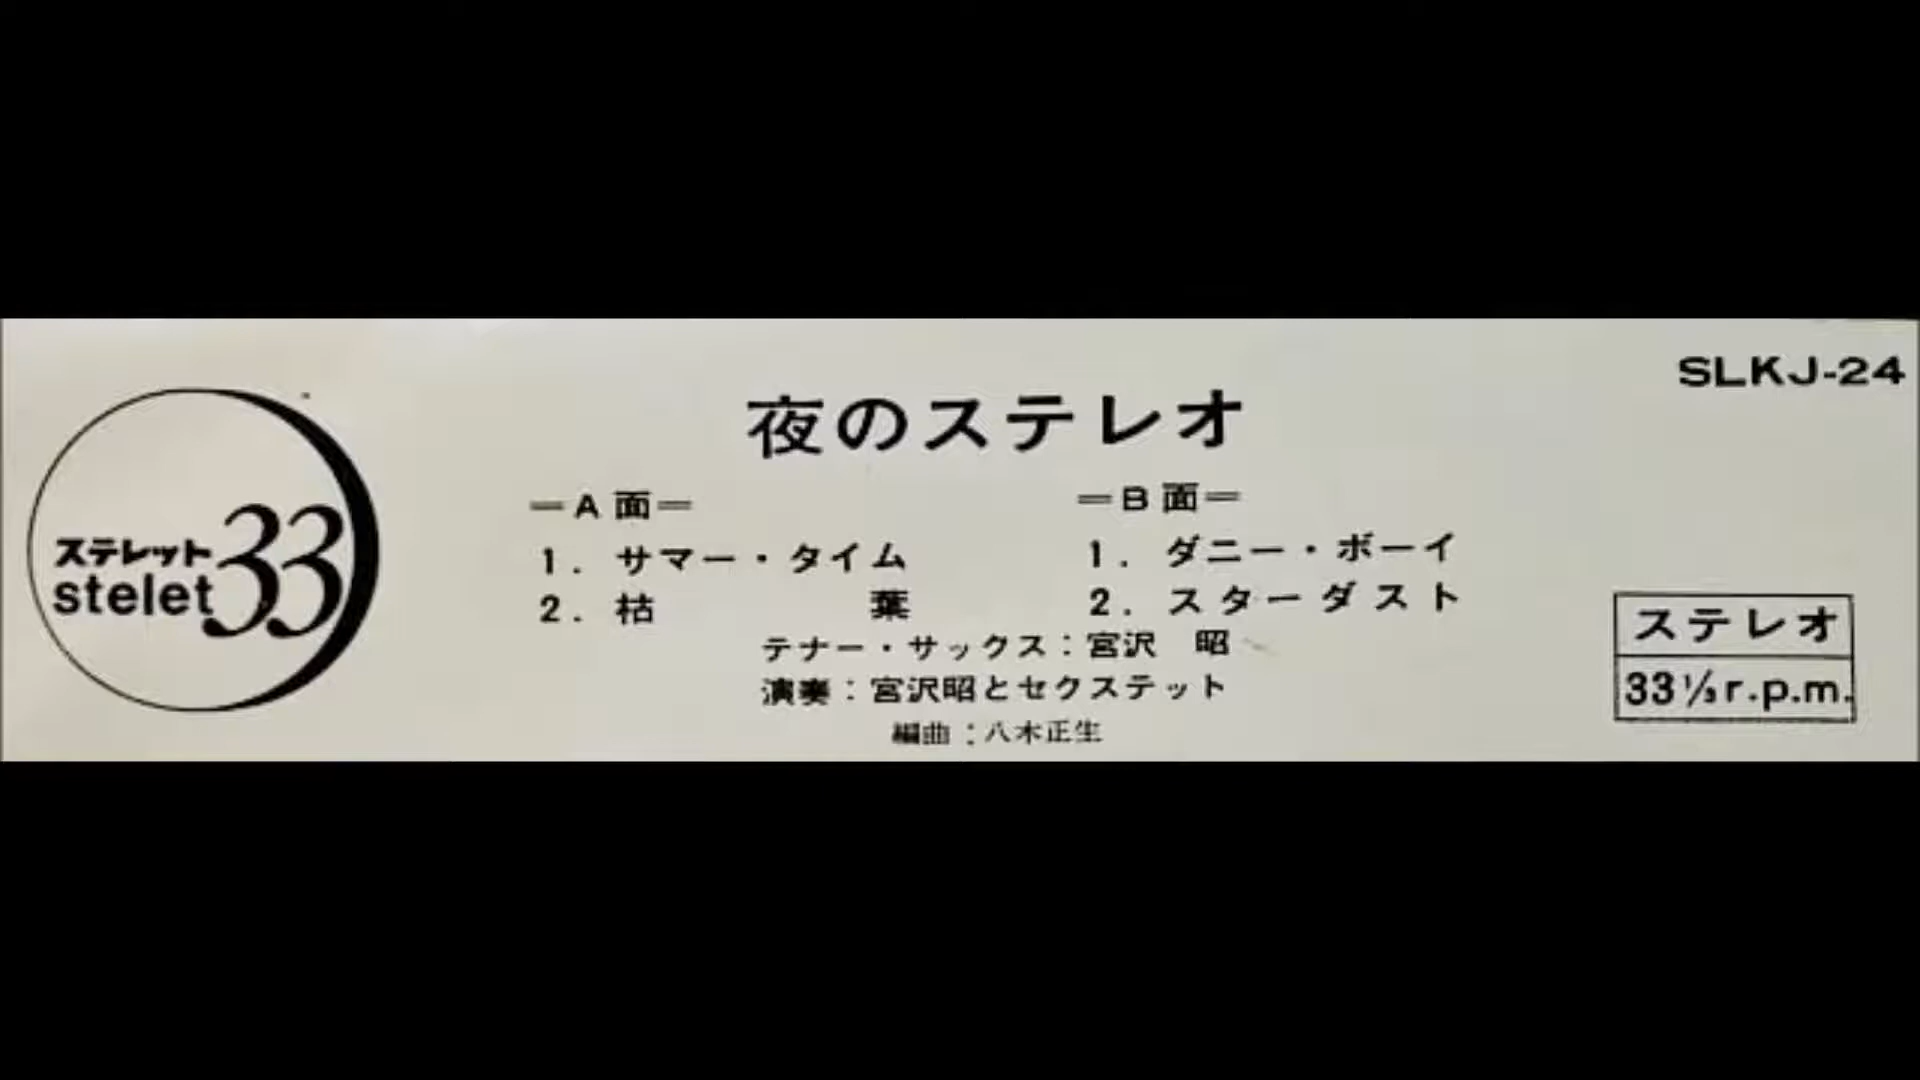 SLKJ-24
夜のステレオ
ステレット
stelet33
=A面=
1. サマー・タイム
2. 枯 葉
=B面=
1. ダニー・ボーイ
2. スターダスト
テナー・サックス：宮沢 昭
演奏：宮沢昭とセクステット
編曲：八木正生
ステレオ
33⅓r.p.m.